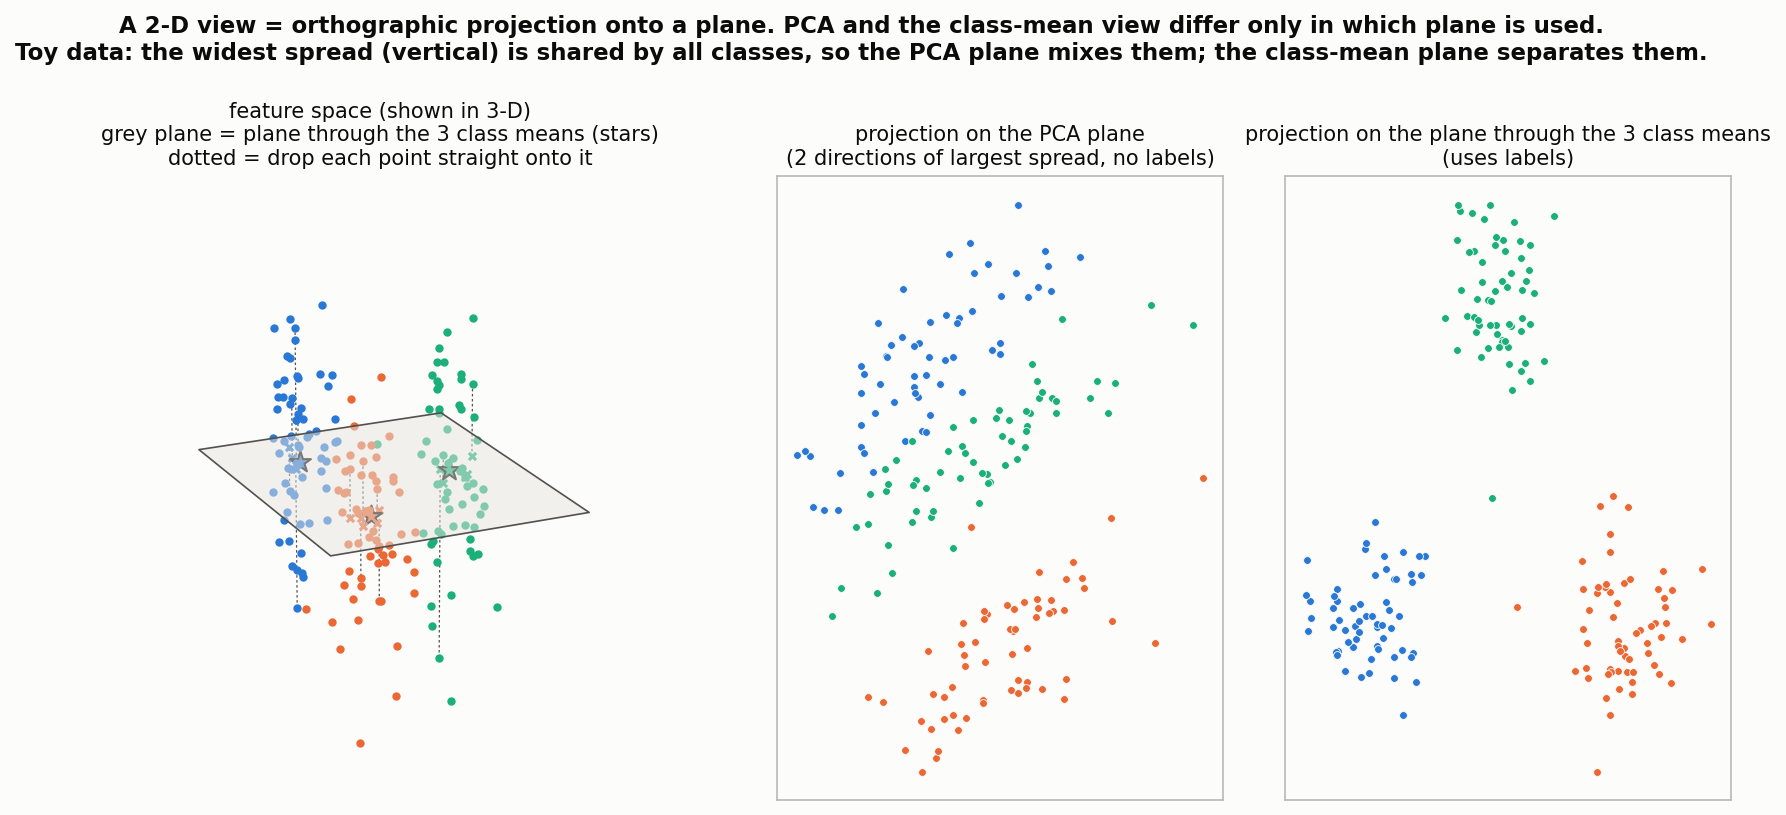 A 2-D view = orthographic projection onto a plane. PCA and the class-mean view differ only in which plane is used.
Toy data: the widest spread (vertical) is shared by all classes, so the PCA plane mixes them; the class-mean plane separates them.
feature space (shown in 3-D)
grey plane = plane through the 3 class means (stars)
dotted = drop each point straight onto it
projection on the PCA plane
(2 directions of largest spread, no labels)
projection on the plane through the 3 class means
(uses labels)